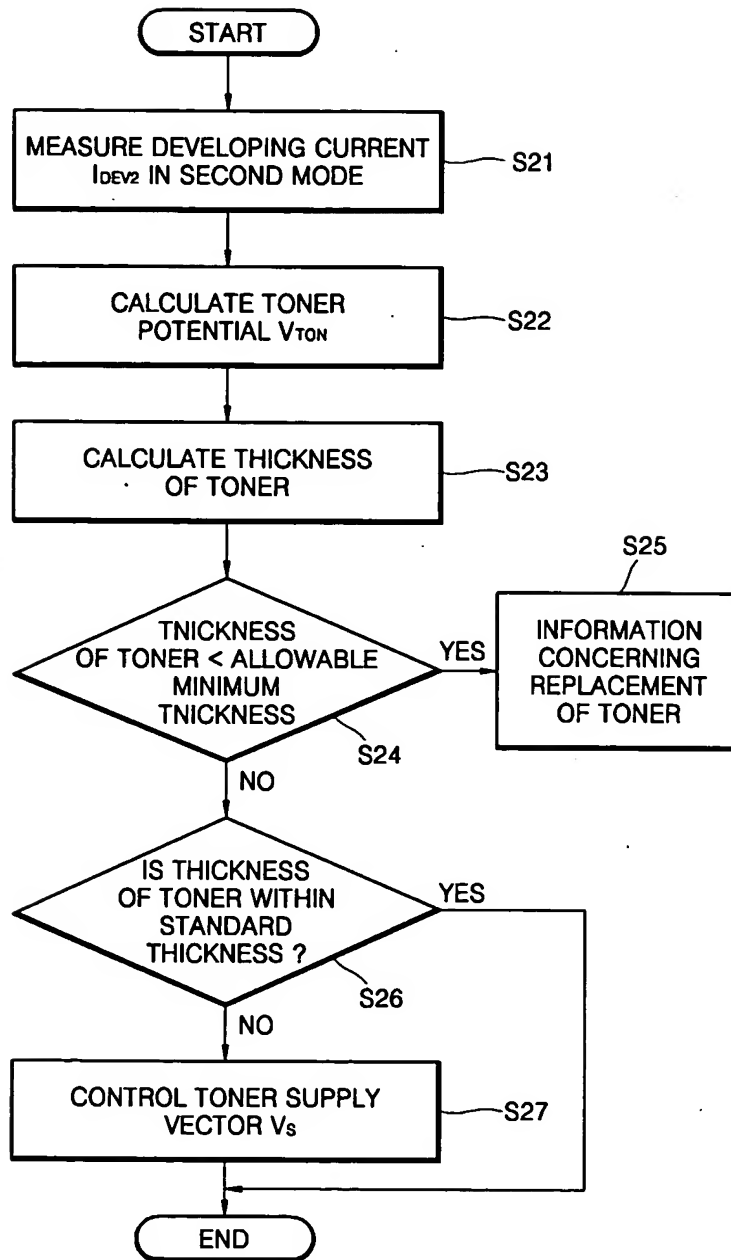 START
MEASURE DEVELOPING CURRENT
IDEV2 IN SECOND MODE
S21
CALCULATE TONER
POTENTIAL VTON
S22
CALCULATE THICKNESS
OF TONER
S23
TNICKNESS
OF TONER < ALLOWABLE
MINIMUM
TNICKNESS
S24
YES
S25
INFORMATION
CONCERNING
REPLACEMENT
OF TONER
NO
IS THICKNESS
OF TONER WITHIN
STANDARD
THICKNESS ?
S26
YES
NO
CONTROL TONER SUPPLY
VECTOR VS
S27
END